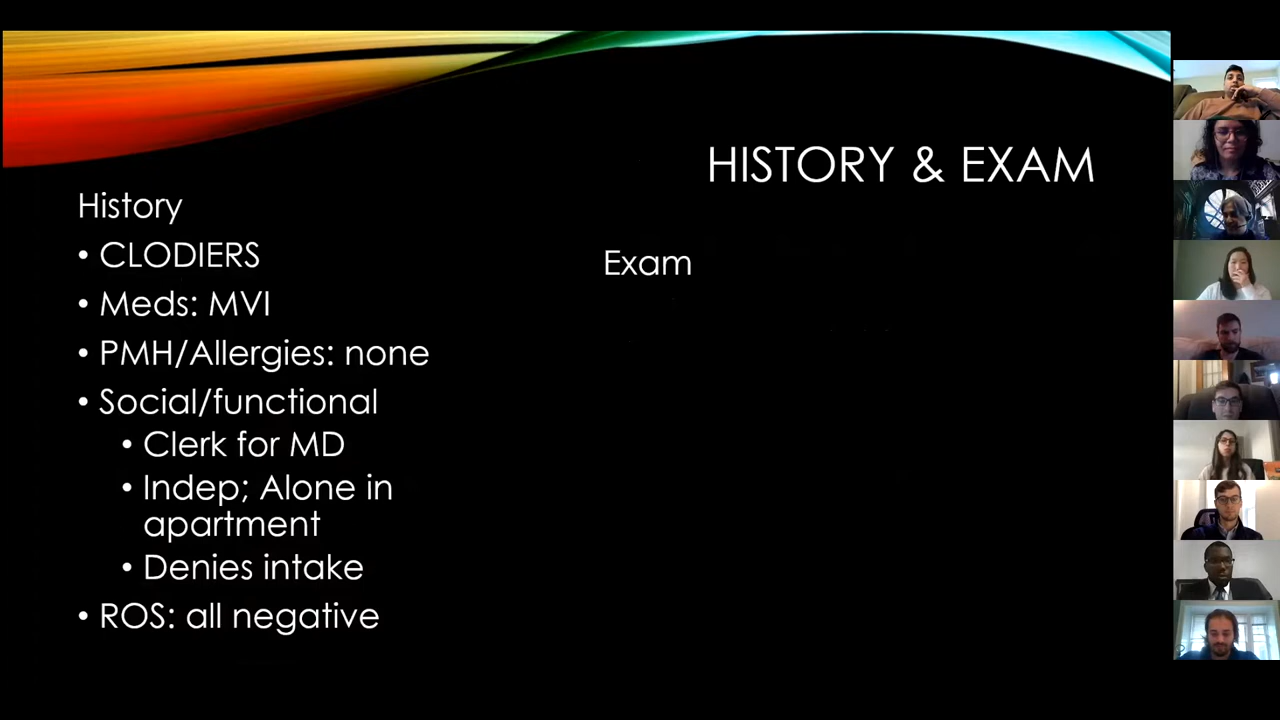 HISTORY & EXAM
History
• CLODIERS
• Meds: MVI
• PMH/Allergies: none
• Social/functional
• Clerk for MD
• Indep; Alone in
apartment
• Denies intake
• ROS: all negative
Exam